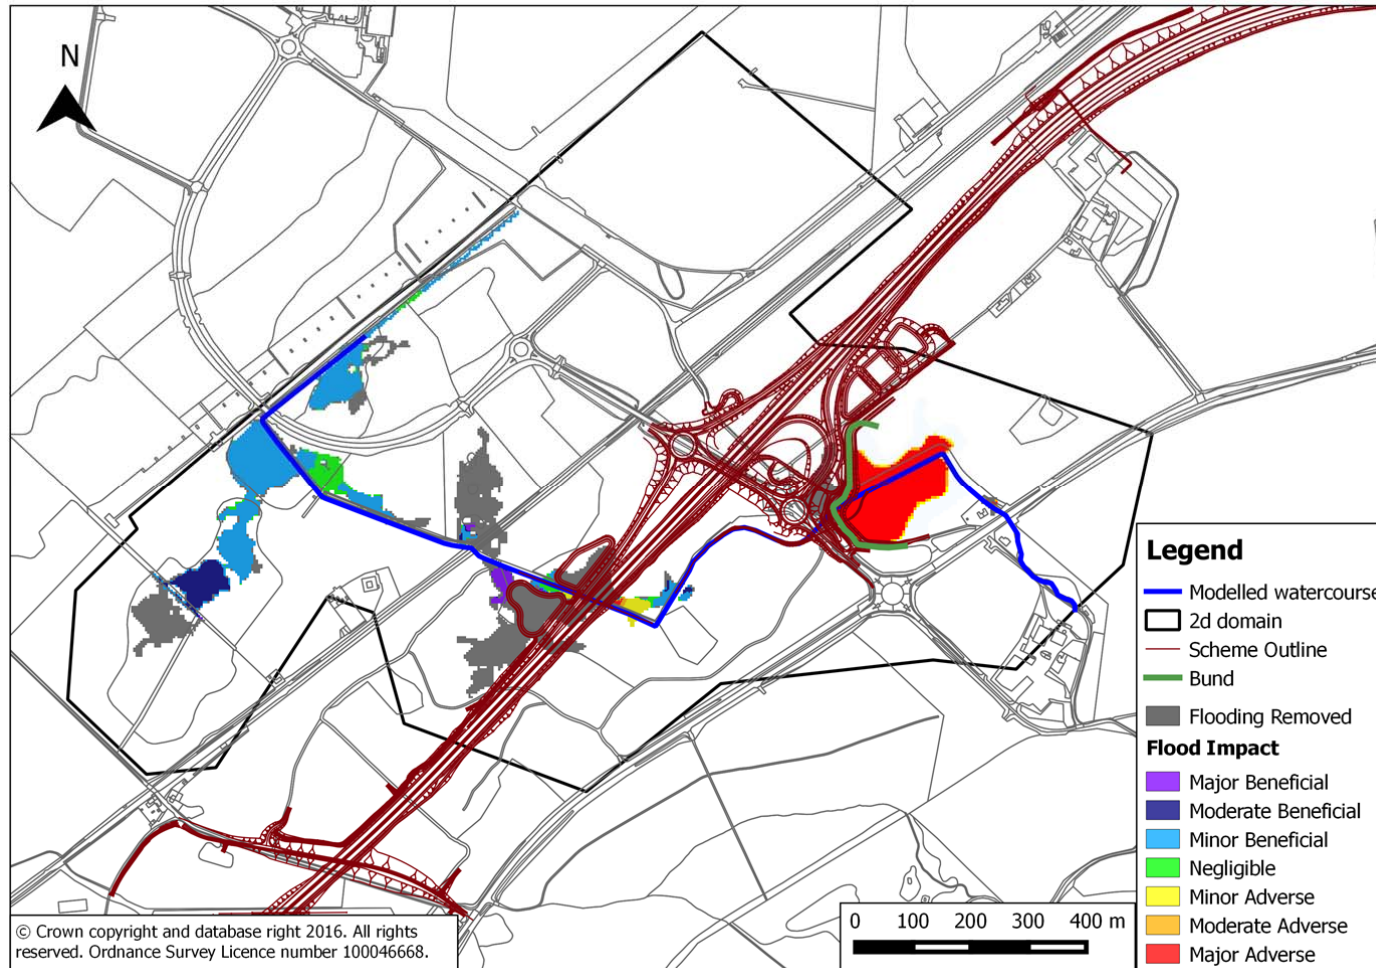 N
Legend
Modelled watercourse
2d domain
Scheme Outline
Bund
Flooding Removed
Flood Impact
Major Beneficial
Moderate Beneficial
Minor Beneficial
Negligible
Minor Adverse
Moderate Adverse
Major Adverse
0 100 200 300 400 m
© Crown copyright and database right 2016. All rights
reserved. Ordnance Survey Licence number 100046668.